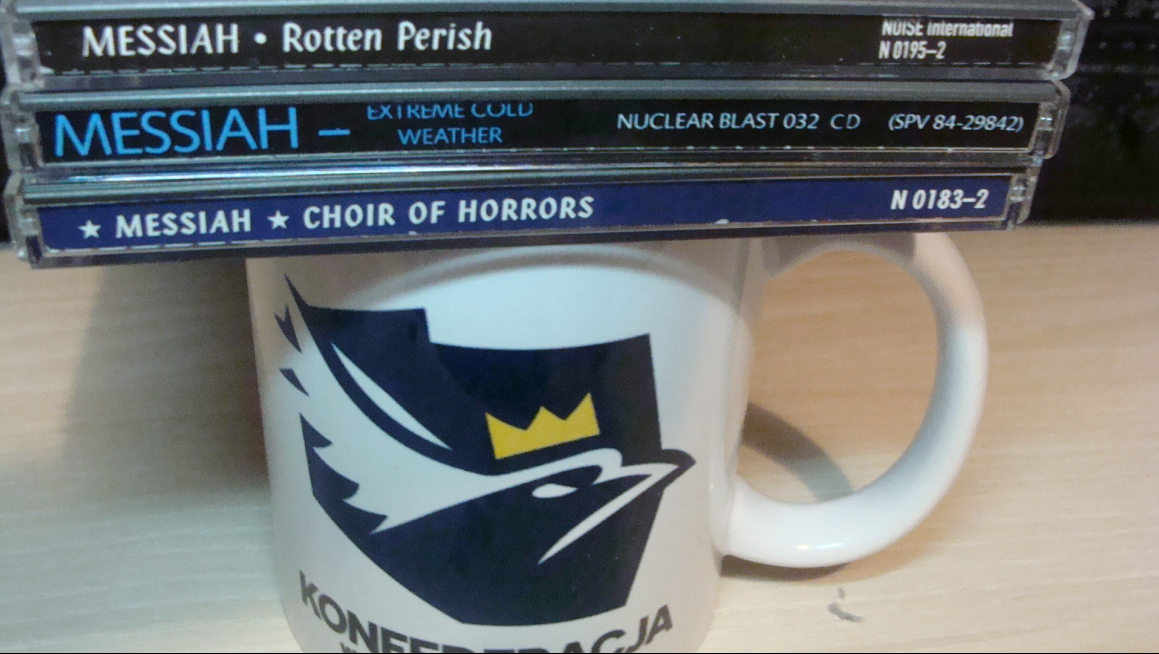 MESSIAH • Rotten Perish
NOISE International
N 0195–2
MESSIAH – EXTREME COLD
WEATHER
NUCLEAR BLAST 032 CD (SPV 84-29842)
★ MESSIAH ★ CHOIR OF HORRORS N 0183–2
KONFEDERACJA